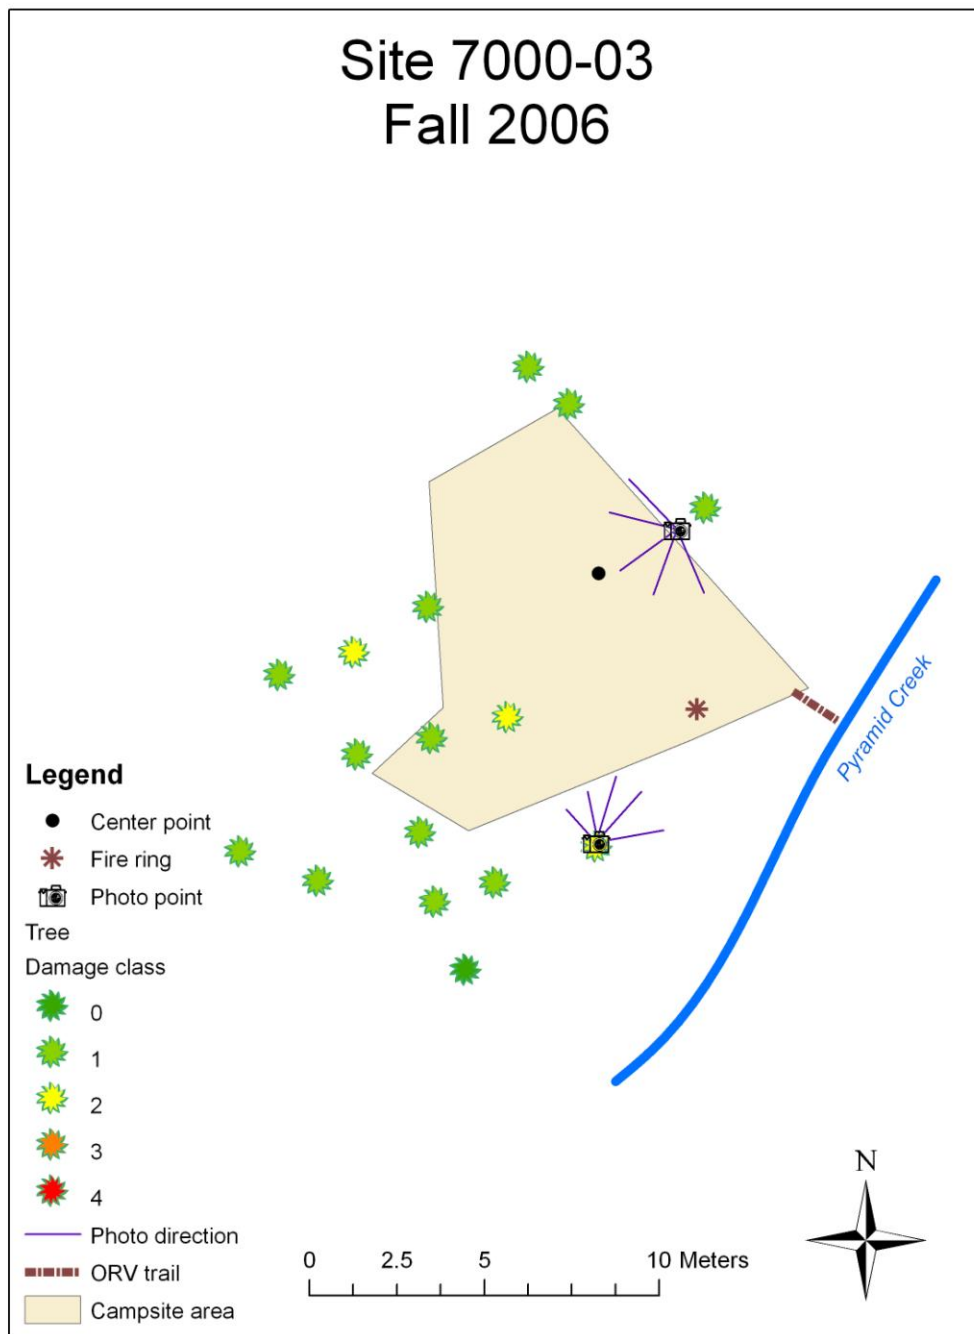 Site 7000-03
Fall 2006
Pyramid Creek
Legend
Center point
Fire ring
Photo point
Tree
Damage class
0
1
2
3
4
Photo direction
ORV trail
Campsite area
0 2.5 5 10 Meters
N